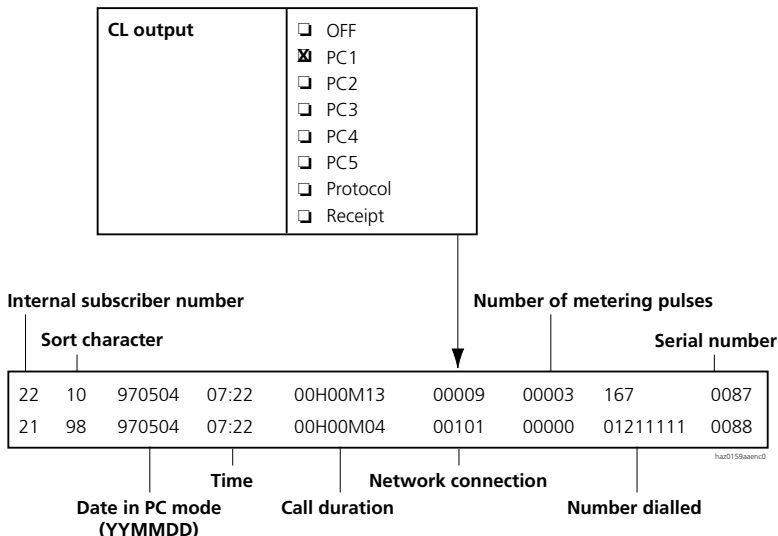 CL output
OFF
PC1
PC2
PC3
PC4
PC5
Protocol
Receipt
Internal subscriber number
Number of metering pulses
Sort character
Serial number
22 10 970504 07:22 00H00M13 00009 00003 167 0087
21 98 970504 07:22 00H00M04 00101 00000 01211111 0088
haz0159aaenc0
Time
Network connection
Date in PC mode
(YYMMDD)
Call duration
Number dialled